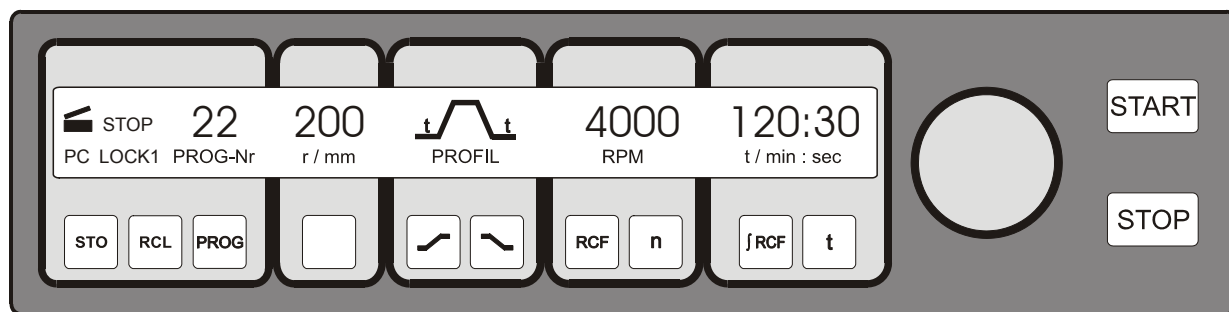 STOP 22 200 4000 120:30
t t
PC LOCK1 PROG-Nr r / mm PROFIL RPM t / min : sec
STO RCL PROG RCF n ∫ RCF t
START
STOP